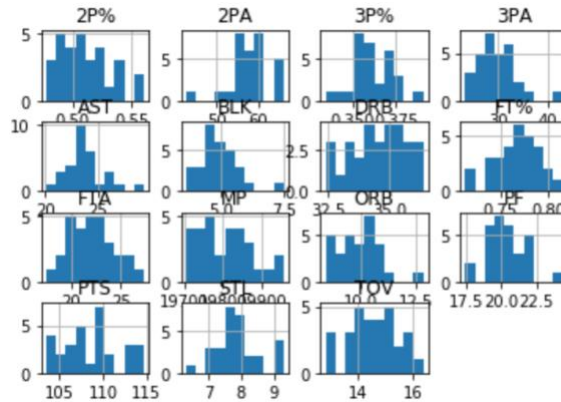 2P% 2PA 3P% 3PA
5 5 5 5
0 0 0 0
0.50 0.55 50 60 0.350 0.375 30 40
AST BLK DRB FT%
10 5 2.5 5
0 0 0
20 25 5.0 7.5 32.5 35.0 0.75 0.80
FTA MP ORB PF
5 5 5 5
0 0 0 0
20 25 10.0 12.5 17.5 20.0 22.5
PTS STL TOV
5 5 5
0 0 0
105 110 115 7 8 9 14 16